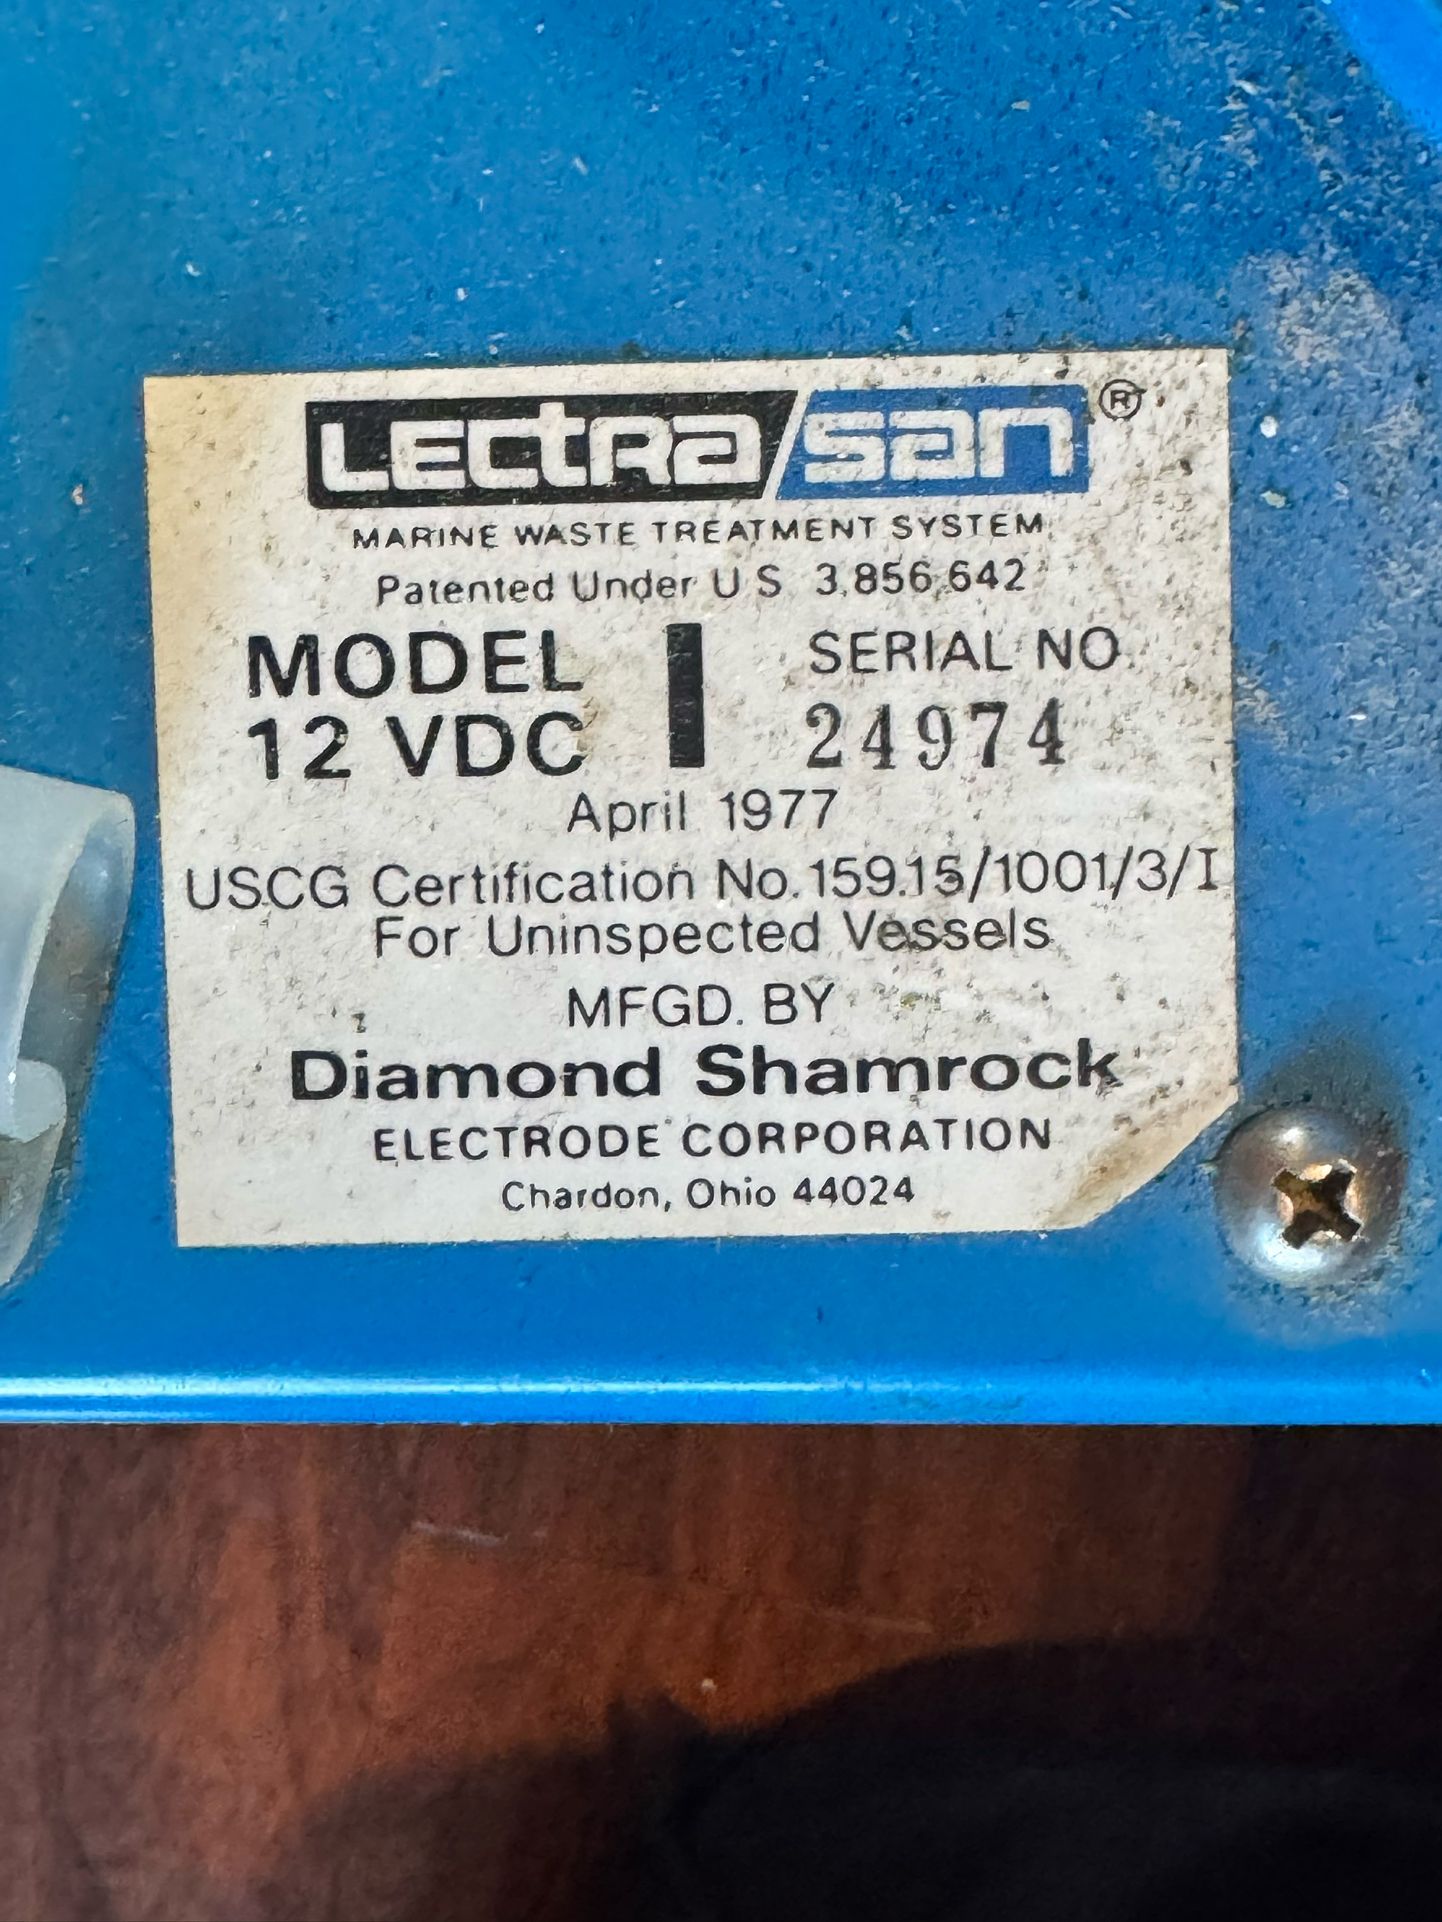 LECtRa/san ®
MARINE WASTE TREATMENT SYSTEM
Patented Under U S 3,856,642
MODEL I SERIAL NO.
12 VDC 24974
April 1977
USCG Certification No. 159.15/1001/3/I
For Uninspected Vessels
MFGD. BY
Diamond Shamrock
ELECTRODE CORPORATION
Chardon, Ohio 44024